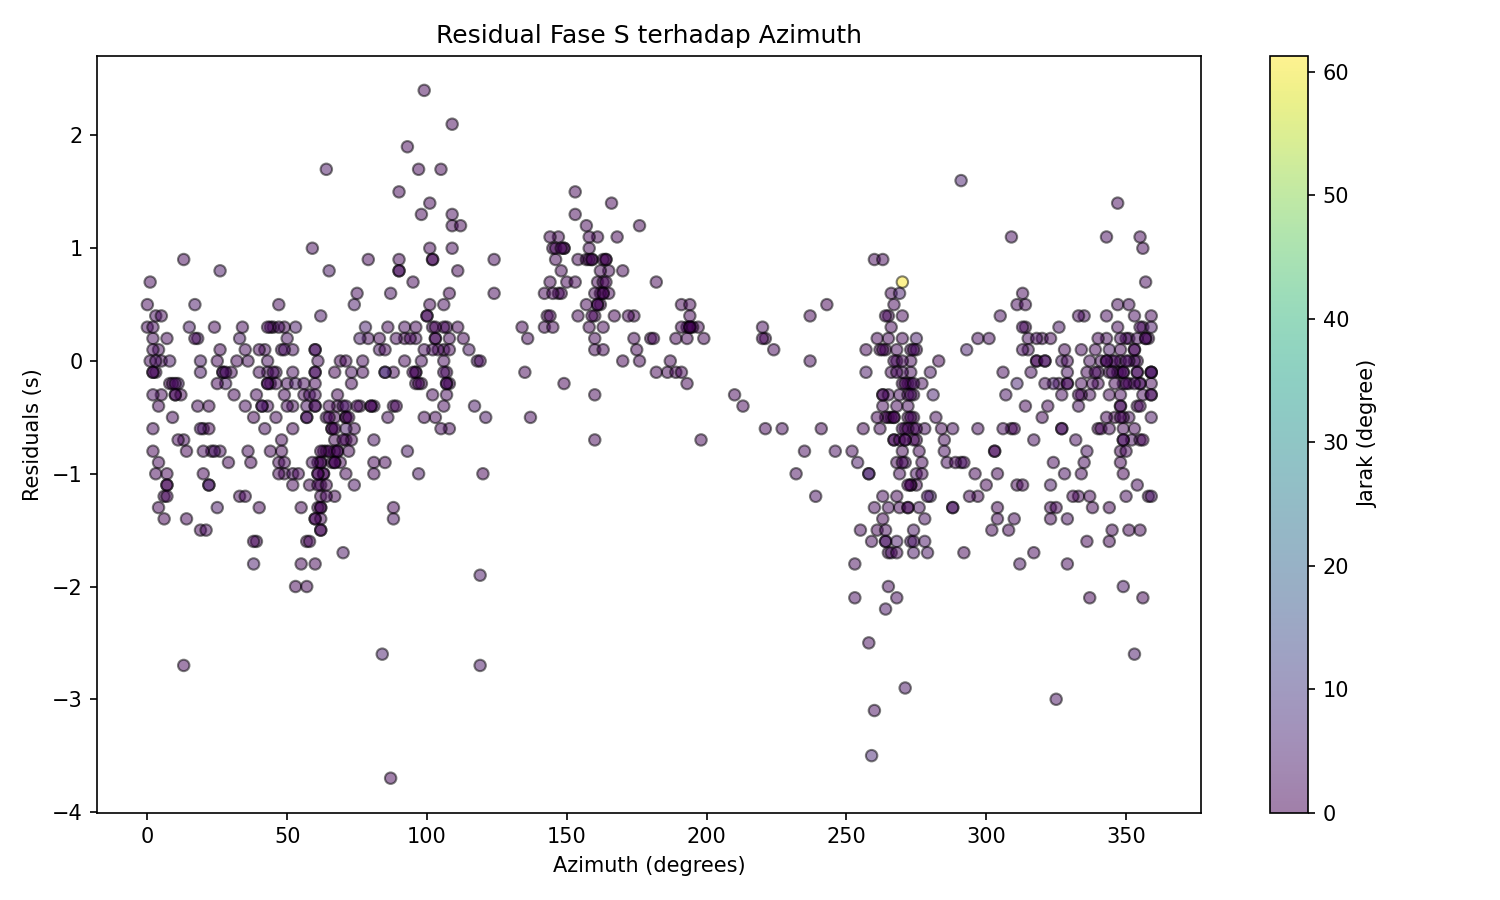 Residual Fase S terhadap Azimuth
Residuals (s)
2
1
0
−1
−2
−3
−4
0 50 100 150 200 250 300 350
Azimuth (degrees)
60
50
40
30
20
10
0
Jarak (degree)